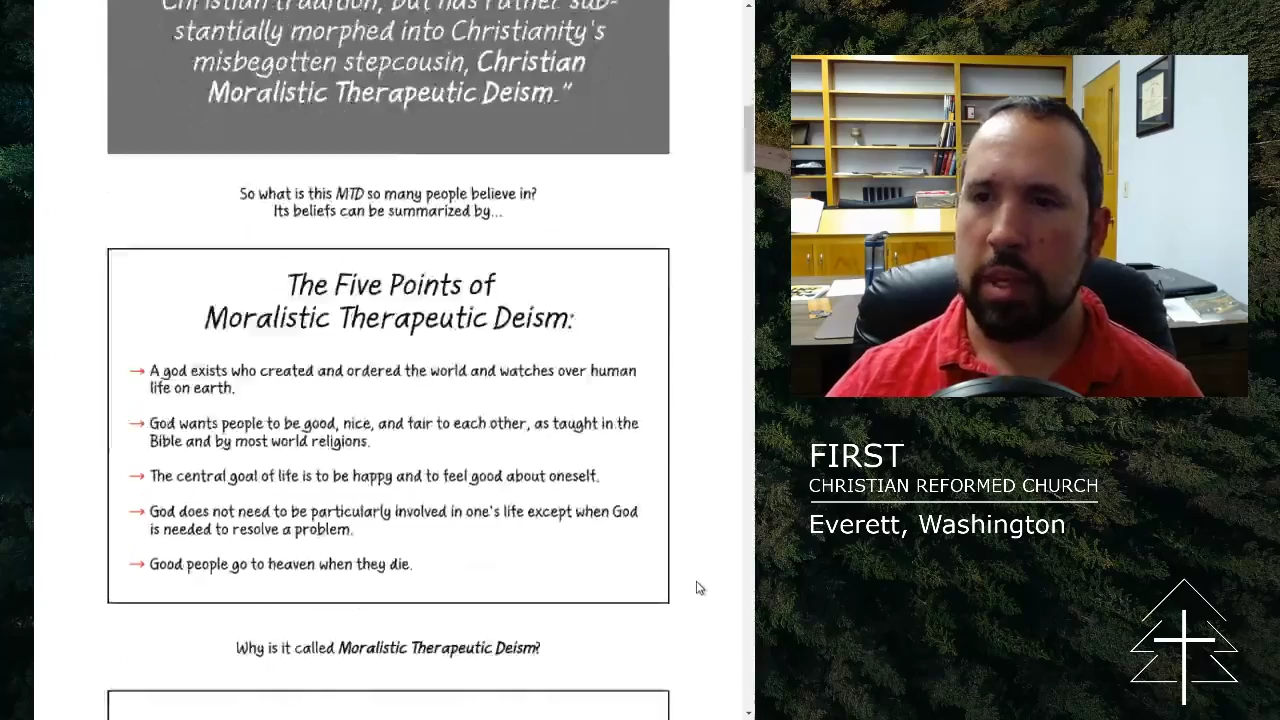 Christian tradition, but has rather sub-
stantially morphed into Christianity's
misbegotten stepcousin, Christian
Moralistic Therapeutic Deism."
So what is this MTD so many people believe in?
Its beliefs can be summarized by...
The Five Points of
Moralistic Therapeutic Deism:
→ A god exists who created and ordered the world and watches over human
life on earth.
→ God wants people to be good, nice, and fair to each other, as taught in the
Bible and by most world religions.
→ The central goal of life is to be happy and to feel good about oneself.
→ God does not need to be particularly involved in one's life except when God
is needed to resolve a problem.
→ Good people go to heaven when they die.
Why is it called Moralistic Therapeutic Deism?
FIRST
CHRISTIAN REFORMED CHURCH
Everett, Washington